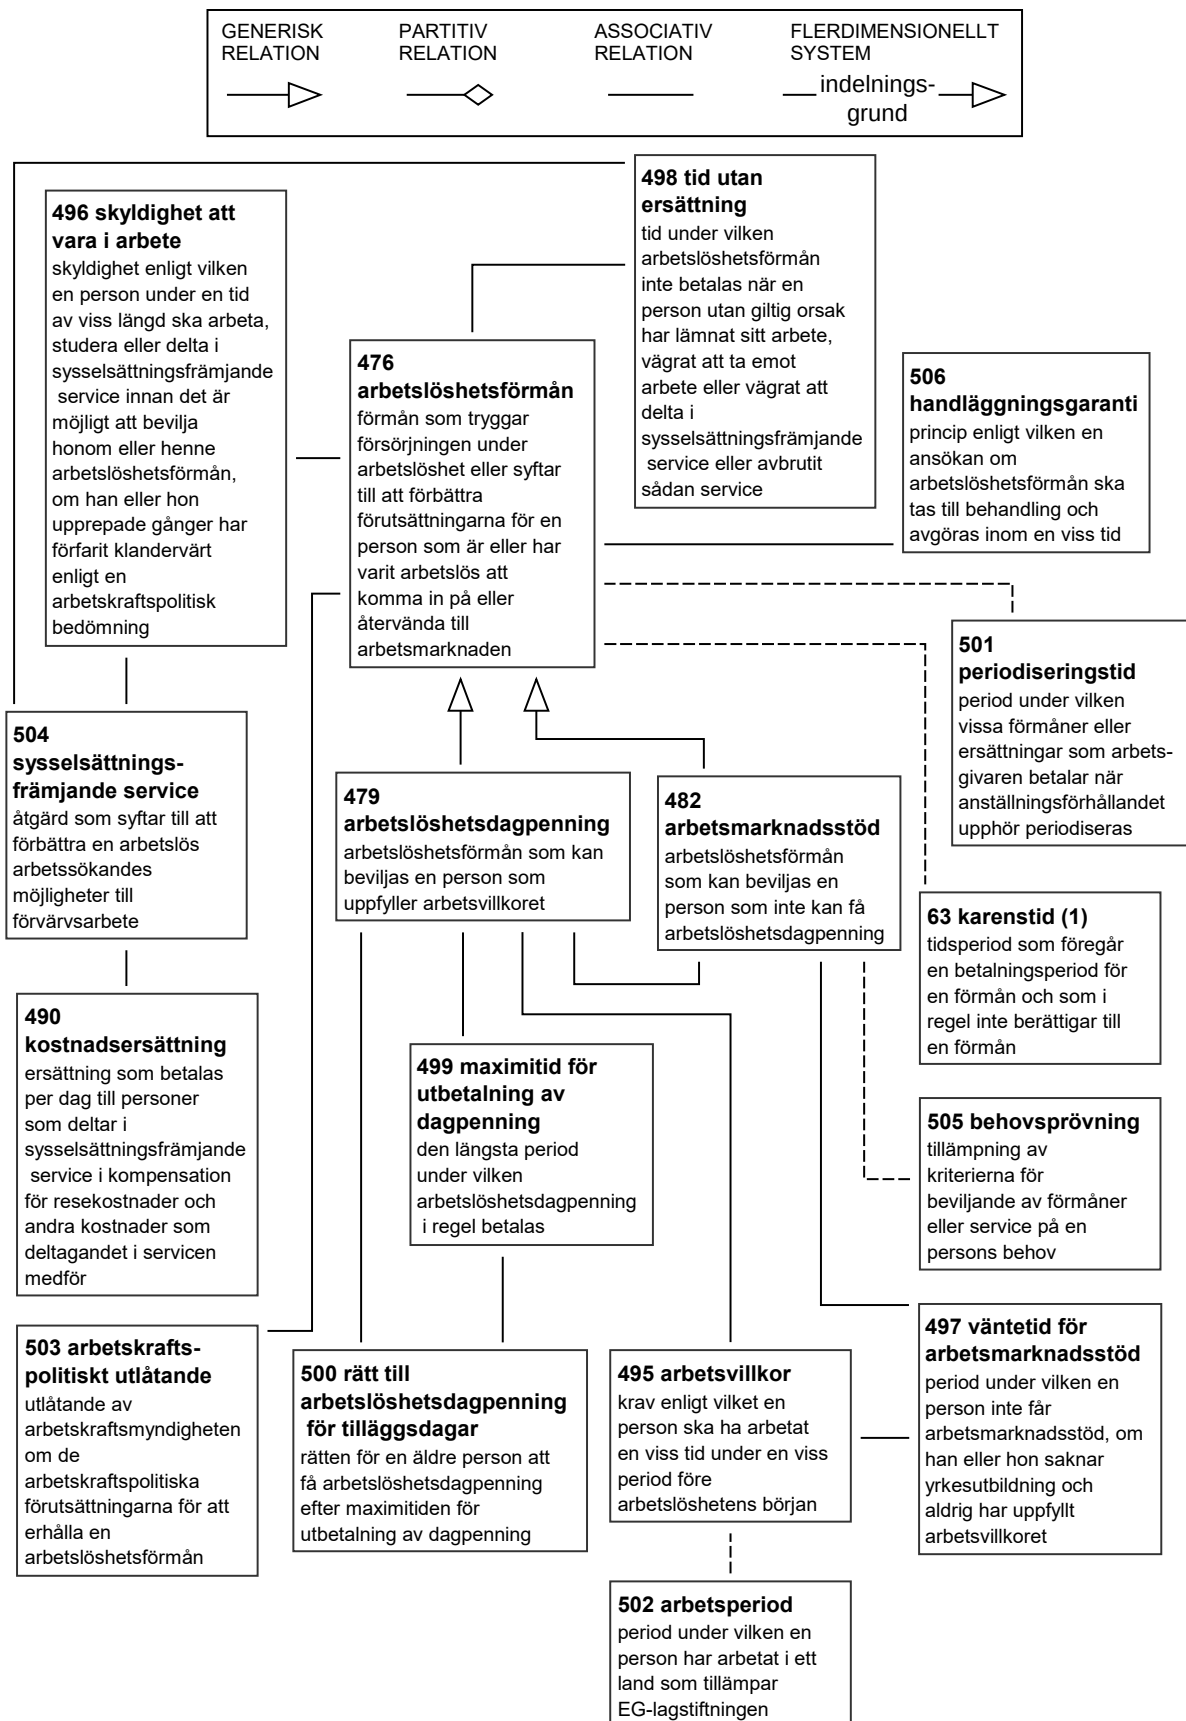 GENERISK
RELATION
PARTITIV
RELATION
ASSOCIATIV
RELATION
FLERDIMENSIONELLT
SYSTEM
indelnings-
grund
498 tid utan
ersättning
tid under vilken
arbetslöshetsförmån
inte betalas när en
person utan giltig orsak
har lämnat sitt arbete,
vägrat att ta emot
arbete eller vägrat att
delta i
sysselsättningsfrämjande
service eller avbrutit
sådan service
496 skyldighet att
vara i arbete
skyldighet enligt vilken
en person under en tid
av viss längd ska arbeta,
studera eller delta i
sysselsättningsfrämjande
service innan det är
möjligt att bevilja
honom eller henne
arbetslöshetsförmån,
om han eller hon
upprepade gånger har
förfarit klandervärt
enligt en
arbetskraftspolitisk
bedömning
476
arbetslöshetsförmån
förmån som tryggar
försörjningen under
arbetslöshet eller syftar
till att förbättra
förutsättningarna för en
person som är eller har
varit arbetslös att
komma in på eller
återvända till
arbetsmarknaden
506
handläggningsgaranti
princip enligt vilken en
ansökan om
arbetslöshetsförmån ska
tas till behandling och
avgöras inom en viss tid
501
periodiseringstid
period under vilken
vissa förmåner eller
ersättningar som arbets-
givaren betalar när
anställningsförhållandet
upphör periodiseras
504
sysselsättnings-
främjande service
åtgärd som syftar till att
förbättra en arbetslös
arbetssökandes
möjligheter till
förvärvsarbete
479
arbetslöshetsdagpenning
arbetslöshetsförmån som kan
beviljas en person som
uppfyller arbetsvillkoret
482
arbetsmarknadsstöd
arbetslöshetsförmån
som kan beviljas en
person som inte kan få
arbetslöshetsdagpenning
63 karenstid (1)
tidsperiod som föregår
en betalningsperiod för
en förmån och som i
regel inte berättigar till
en förmån
490
kostnadsersättning
ersättning som betalas
per dag till personer
som deltar i
sysselsättningsfrämjande
service i kompensation
för resekostnader och
andra kostnader som
deltagandet i servicen
medför
499 maximitid för
utbetalning av
dagpenning
den längsta period
under vilken
arbetslöshetsdagpenning
i regel betalas
505 behovsprövning
tillämpning av
kriterierna för
beviljande av förmåner
eller service på en
persons behov
503 arbetskrafts-
politiskt utlåtande
utlåtande av
arbetskraftsmyndigheten
om de
arbetskraftspolitiska
förutsättningarna för att
erhålla en
arbetslöshetsförmån
500 rätt till
arbetslöshetsdagpenning
för tilläggsdagar
rätten för en äldre person att
få arbetslöshetsdagpenning
efter maximitiden för
utbetalning av dagpenning
495 arbetsvillkor
krav enligt vilket en
person ska ha arbetat
en viss tid under en viss
period före
arbetslöshetens början
497 väntetid för
arbetsmarknadsstöd
period under vilken en
person inte får
arbetsmarknadsstöd, om
han eller hon saknar
yrkesutbildning och
aldrig har uppfyllt
arbetsvillkoret
502 arbetsperiod
period under vilken en
person har arbetat i ett
land som tillämpar
EG-lagstiftningen